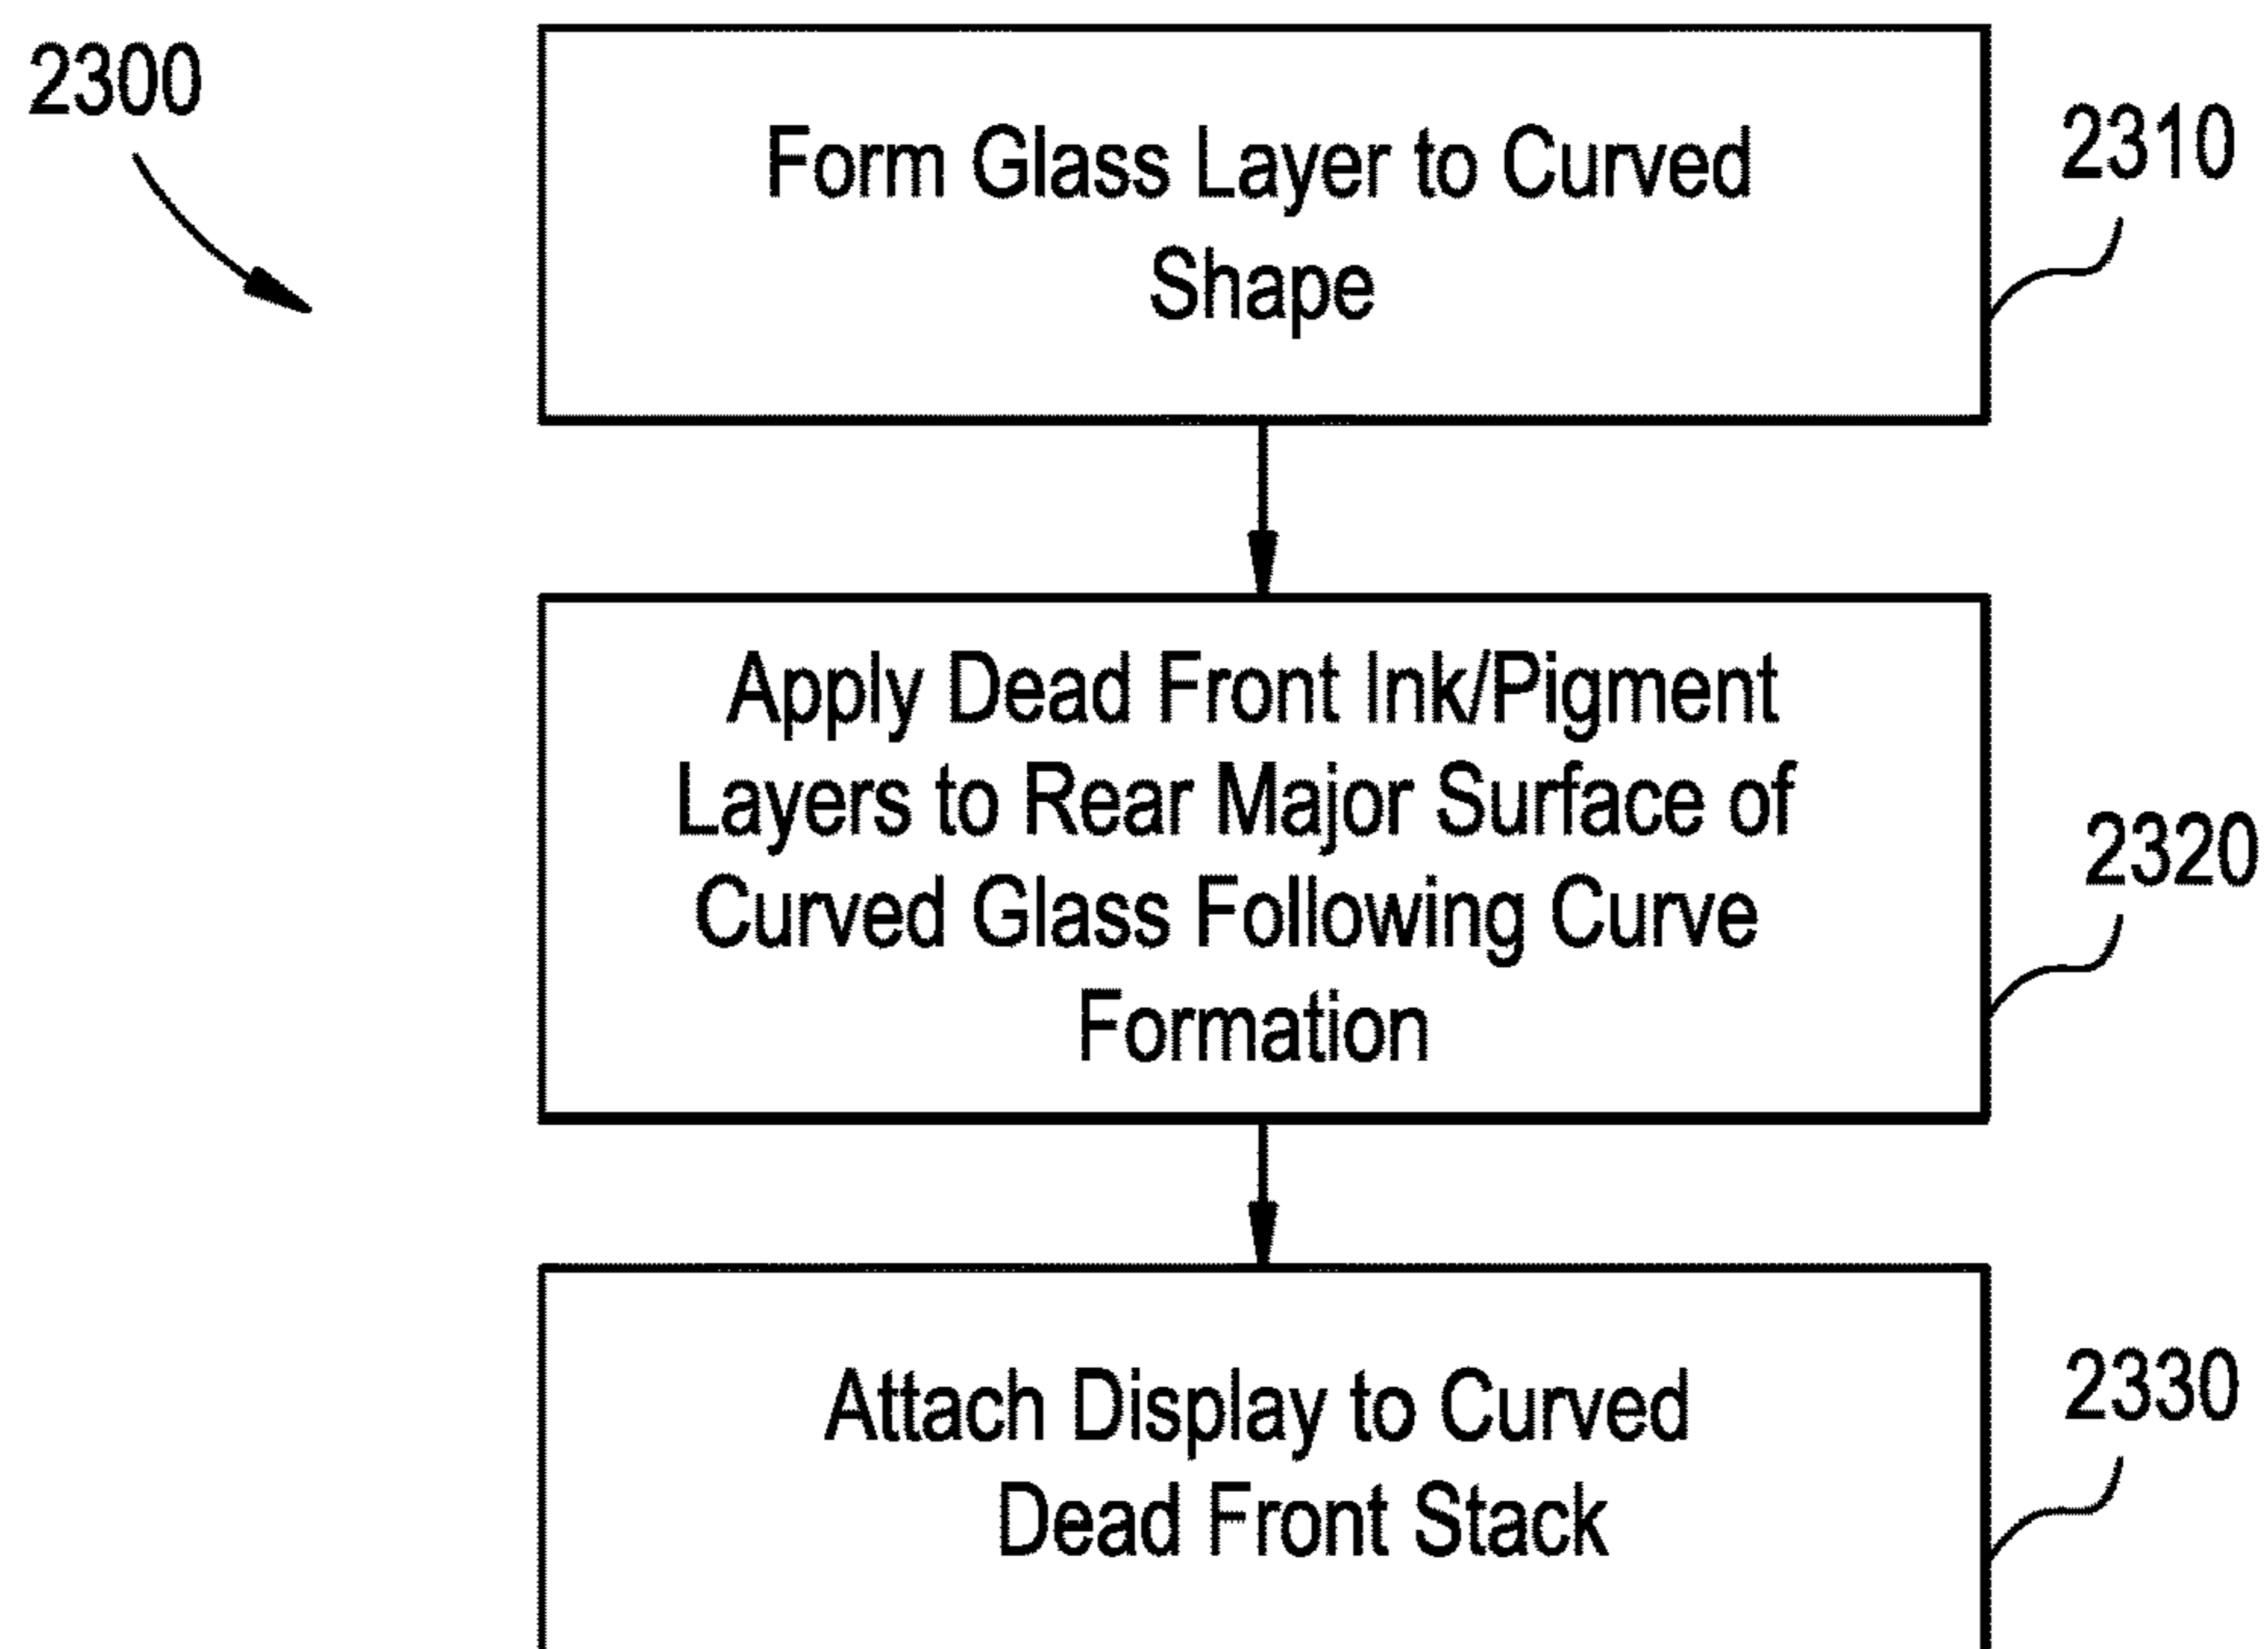 2300
Form Glass Layer to Curved
Shape
2310
Apply Dead Front Ink/Pigment
Layers to Rear Major Surface of
Curved Glass Following Curve
Formation
2320
Attach Display to Curved
Dead Front Stack
2330